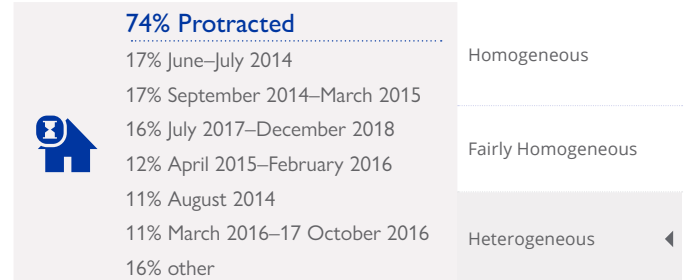 74% Protracted
17% June–July 2014
17% September 2014–March 2015
16% July 2017–December 2018
12% April 2015–February 2016
11% August 2014
11% March 2016–17 October 2016
16% other
Homogeneous
Fairly Homogeneous
Heterogeneous